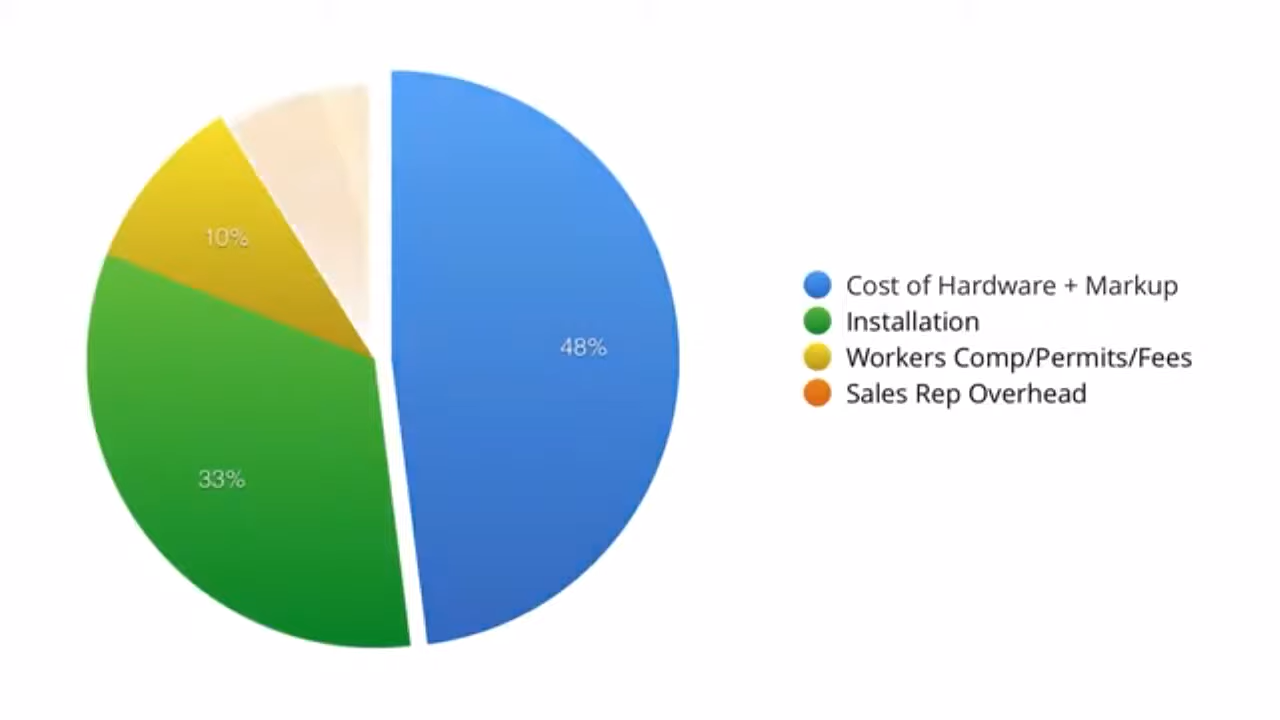 10%
48%
33%
Cost of Hardware + Markup
Installation
Workers Comp/Permits/Fees
Sales Rep Overhead